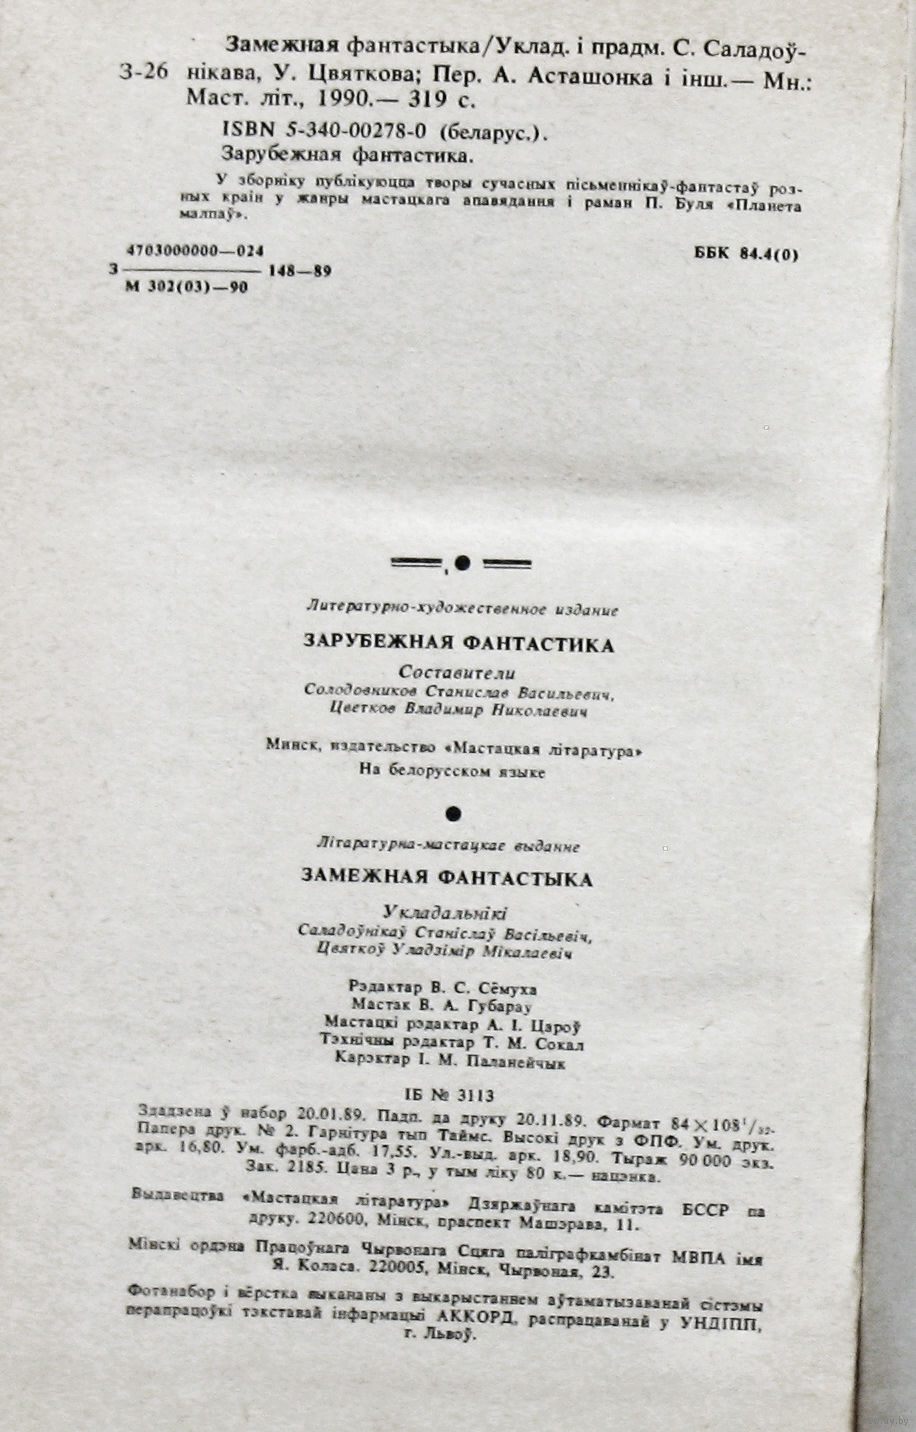 Замежная фантастыка/Уклад. і прадм. С. Саладоў-
З-26 нікава, У. Цвяткова; Пер. А. Асташонка і інш.— Мн.:
Маст. літ., 1990.— 319 с.
ISBN 5-340-00278-0 (беларус.).
Зарубежная фантастика.
У зборніку публікуюцца творы сучасных пісьменнікаў-фантастаў роз-
ных краін у жанры мастацкага апавядання і раман П. Буля «Планета
малпаў».
4703000000—024
З 148—89
М 302(03)—90
ББК 84.4(0)
Литературно-художественное издание
ЗАРУБЕЖНАЯ ФАНТАСТИКА
Составители
Солодовников Станислав Васильевич,
Цветков Владимир Николаевич
Минск, издательство «Мастацкая літаратура»
На белорусском языке
Літаратурна-мастацкае выданне
ЗАМЕЖНАЯ ФАНТАСТЫКА
Укладальнікі
Саладоўнікаў Станіслаў Васільевіч,
Цвяткоў Уладзімір Мікалаевіч
Рэдактар В. С. Сёмуха
Мастак В. А. Губарау
Мастацкі рэдактар А. І. Цароў
Тэхнічны рэдактар Т. М. Сокал
Карэктар І. М. Паланейчык
ІБ № 3113
Здадзена ў набор 20.01.89. Падп. да друку 20.11.89. Фармат 84×108¹/₃₂.
Папера друк. № 2. Гарнітура тып Таймс. Высокі друк з ФПФ. Ум. друк.
арк. 16,80. Ум. фарб.-адб. 17,55. Ул.-выд. арк. 18,90. Тыраж 90 000 экз.
Зак. 2185. Цана 3 р., у тым ліку 80 к.— нацэнка.
Выдавецтва «Мастацкая літаратура» Дзяржаўнага камітэта БССР па
друку. 220600, Мінск, праспект Машэрава, 11.
Мінскі ордэна Працоўнага Чырвонага Сцяга паліграфкамбінат МВПА імя
Я. Коласа. 220005, Мінск, Чырвоная, 23.
Фотанабор і вёрстка выкананы з выкарыстаннем аўтаматызаванай сістэмы
перапрацоўкі тэкставай інфармацыі АККОРД, распрацаванай у УНДІПП,
г. Львоў.